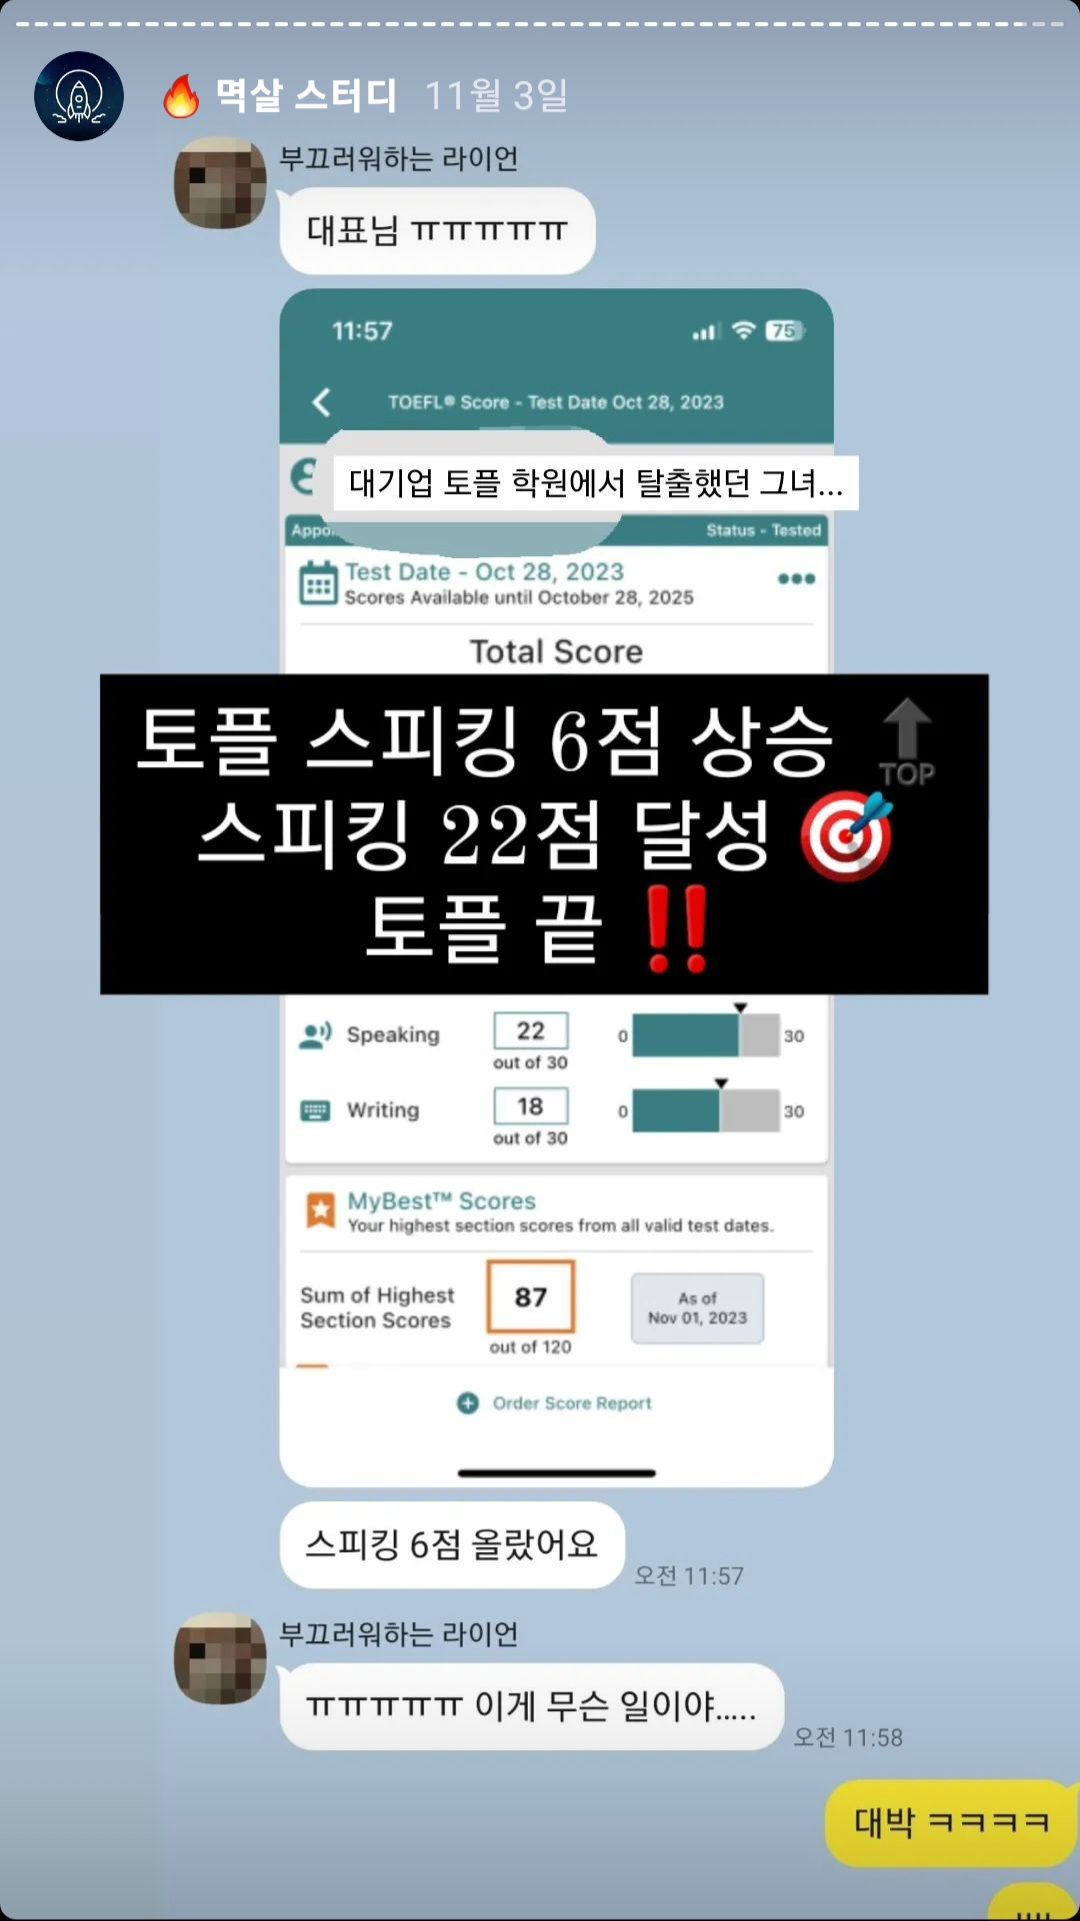 🔥 멱살 스터디 11월 3일
부끄러워하는 라이언
대표님 ㅠㅠㅠㅠㅠ
11:57
75
TOEFL® Score - Test Date Oct 28, 2023
대기업 토플 학원에서 탈출했던 그녀...
Appo
Status - Tested
Test Date - Oct 28, 2023
Scores Available until October 28, 2025
Total Score
토플 스피킹 6점 상승 TOP
스피킹 22점 달성 🎯
토플 끝 ‼️
Speaking 22 0 30
out of 30
Writing 18 0 30
out of 30
MyBest™ Scores
Your highest section scores from all valid test dates.
Sum of Highest
Section Scores
87
out of 120
As of
Nov 01, 2023
Order Score Report
스피킹 6점 올랐어요
오전 11:57
부끄러워하는 라이언
ㅠㅠㅠㅠㅠ 이게 무슨 일이야.....
오전 11:58
대박 ㅋㅋㅋㅋ